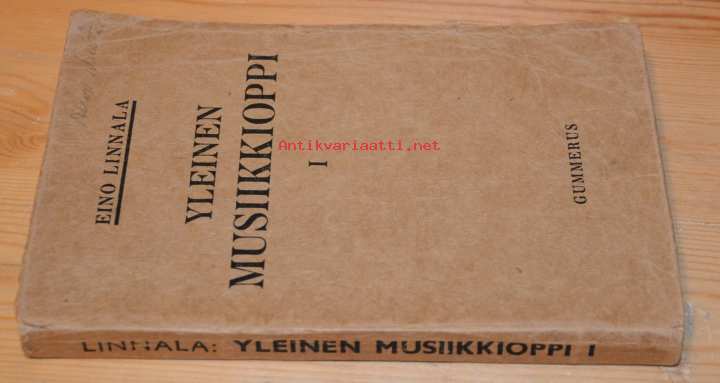 EINO LINNALA
YLEINEN
MUSIIKKIOPPI
I
GUMMERUS
LINNALA: YLEINEN MUSIIKKIOPPI I
Antikvariaatti.net